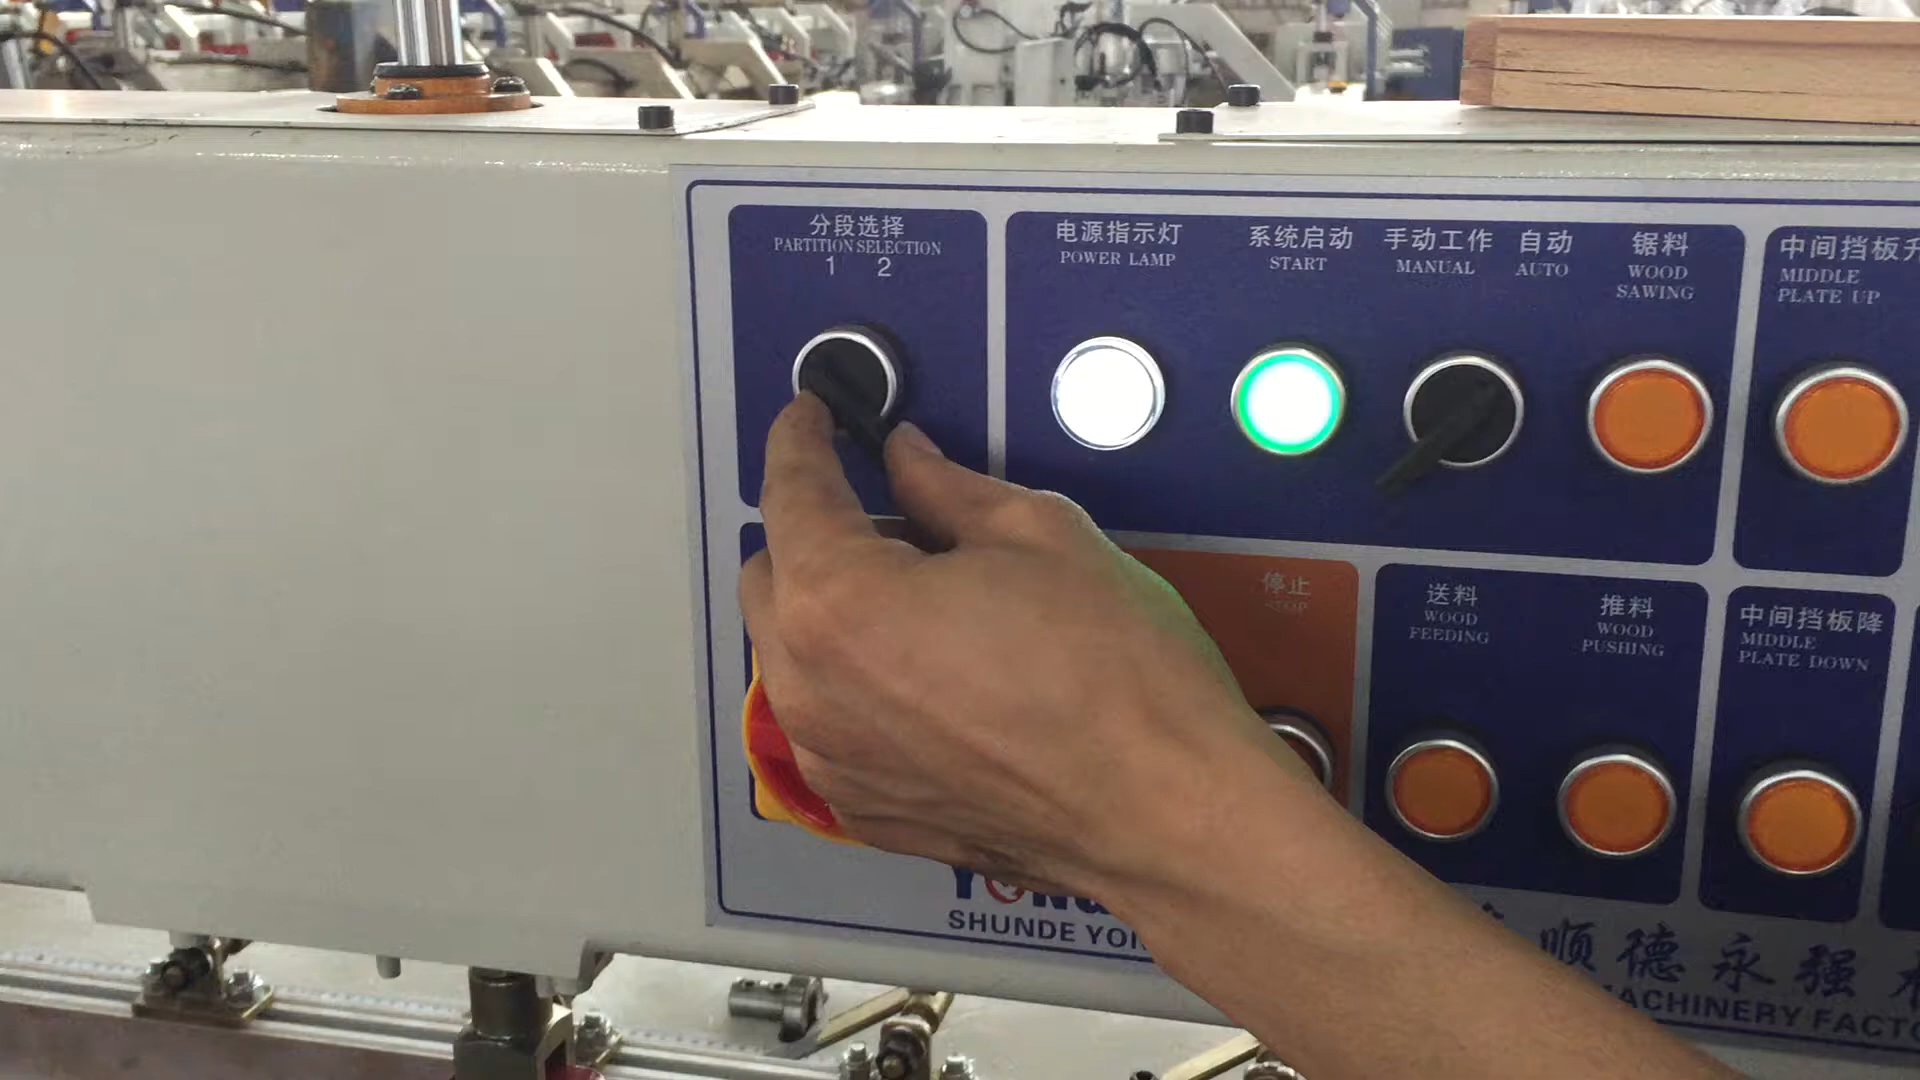 分段选择
PARTITION SELECTION
1 2
电源指示灯
POWER LAMP
系统启动
START
手动工作
MANUAL
自动
AUTO
锯料
WOOD
SAWING
中间挡板升
MIDDLE
PLATE UP
停止
STOP
送料
WOOD
FEEDING
推料
WOOD
PUSHING
中间挡板降
MIDDLE
PLATE DOWN
SHUNDE
顺德永强
MACHINERY